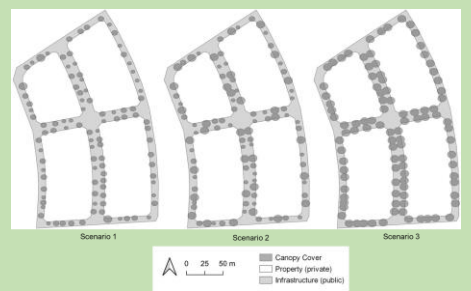 Scenario 1
Scenario 2
Scenario 3
0 25 50 m
Canopy Cover
Property (private)
Infrastructure (public)